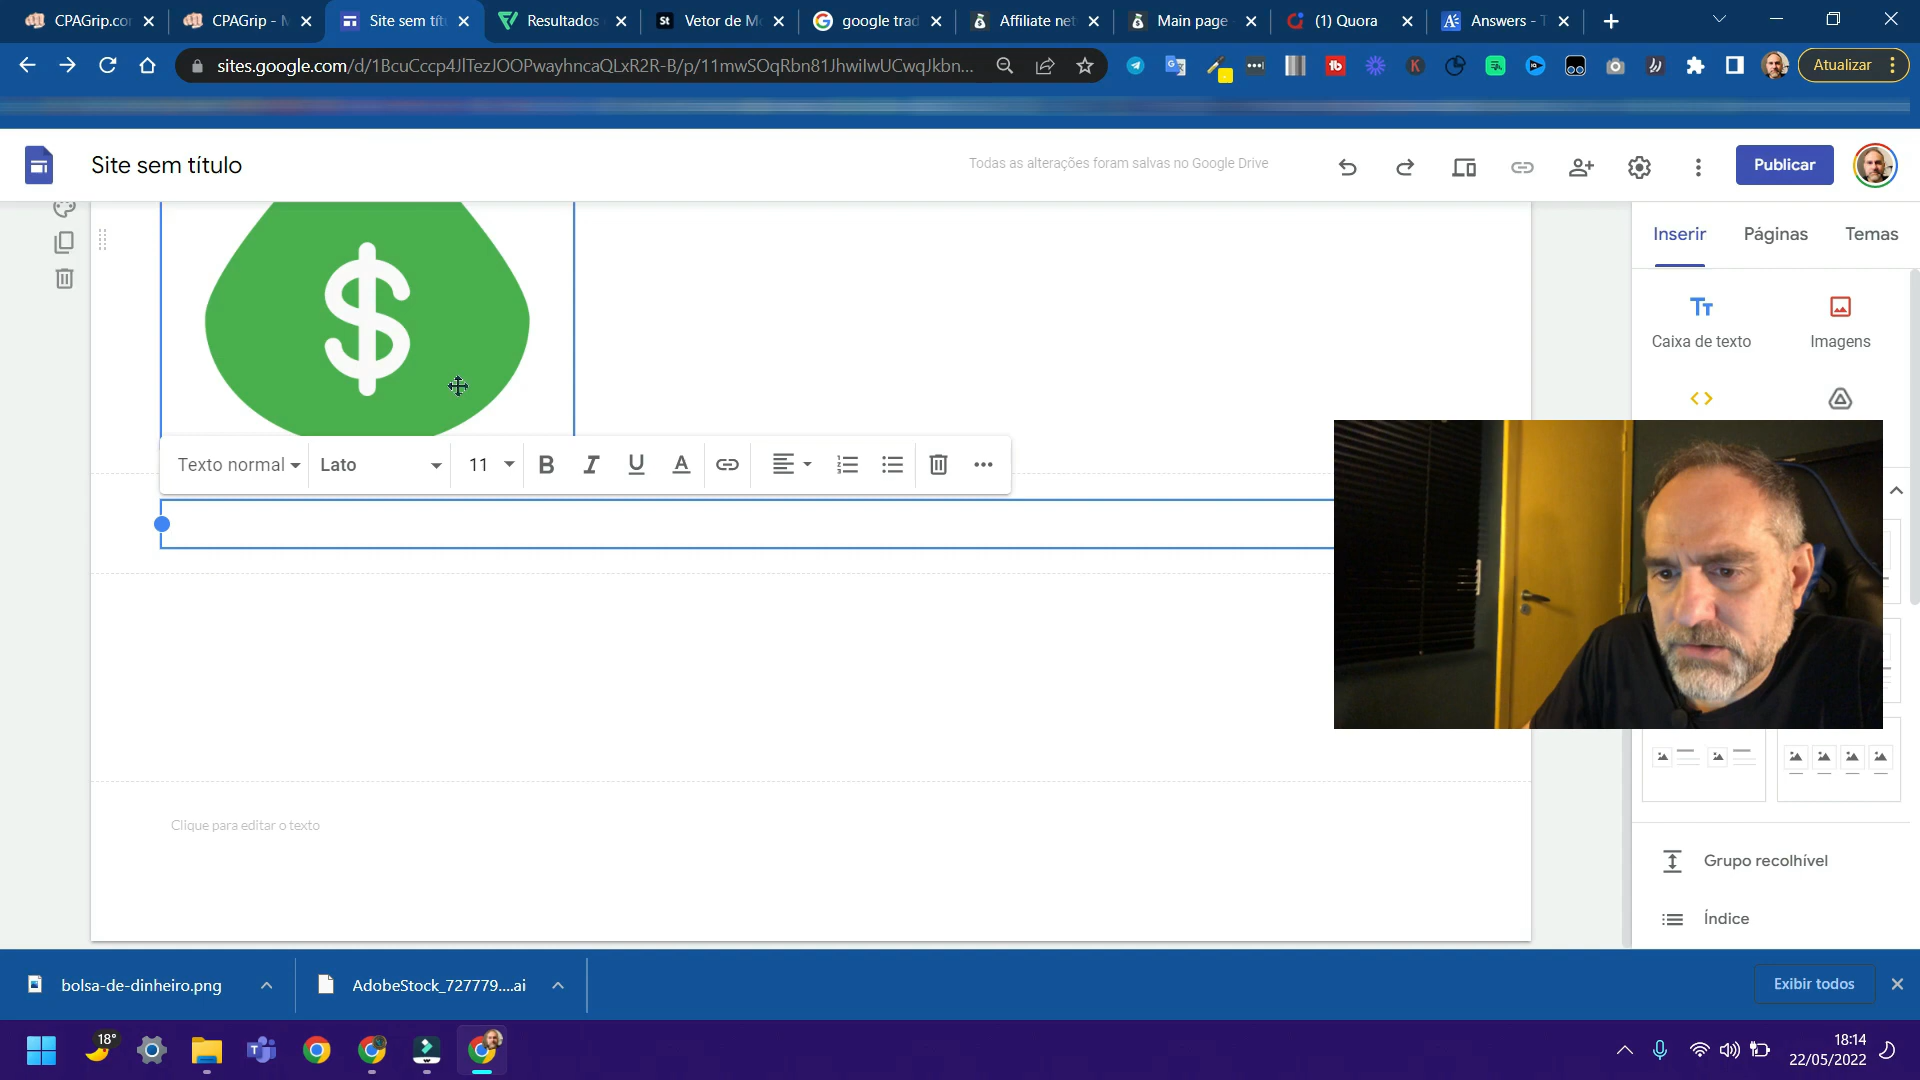 CPAGrip.cor
CPAGrip - M
Site sem títu
Resultados
St
Vetor de M
google trad
Affiliate net
Main page
(1) Quora
Answers - T
sites.google.com/d/1BcuCccp4JlTezJOOPwayhncaQLxR2R-B/p/11mwSOqRbn81JhwiIwUCwqJkbn...
Atualizar
Site sem título
Todas as alterações foram salvas no Google Drive
Publicar
Inserir
Páginas
Temas
$
Tт
Caixa de texto
Imagens
Texto normal
Lato
11
B
I
U
A
Clique para editar o texto
Grupo recolhível
Índice
bolsa-de-dinheiro.png
AdobeStock_727779....ai
Exibir todos
18°
18:14
22/05/2022